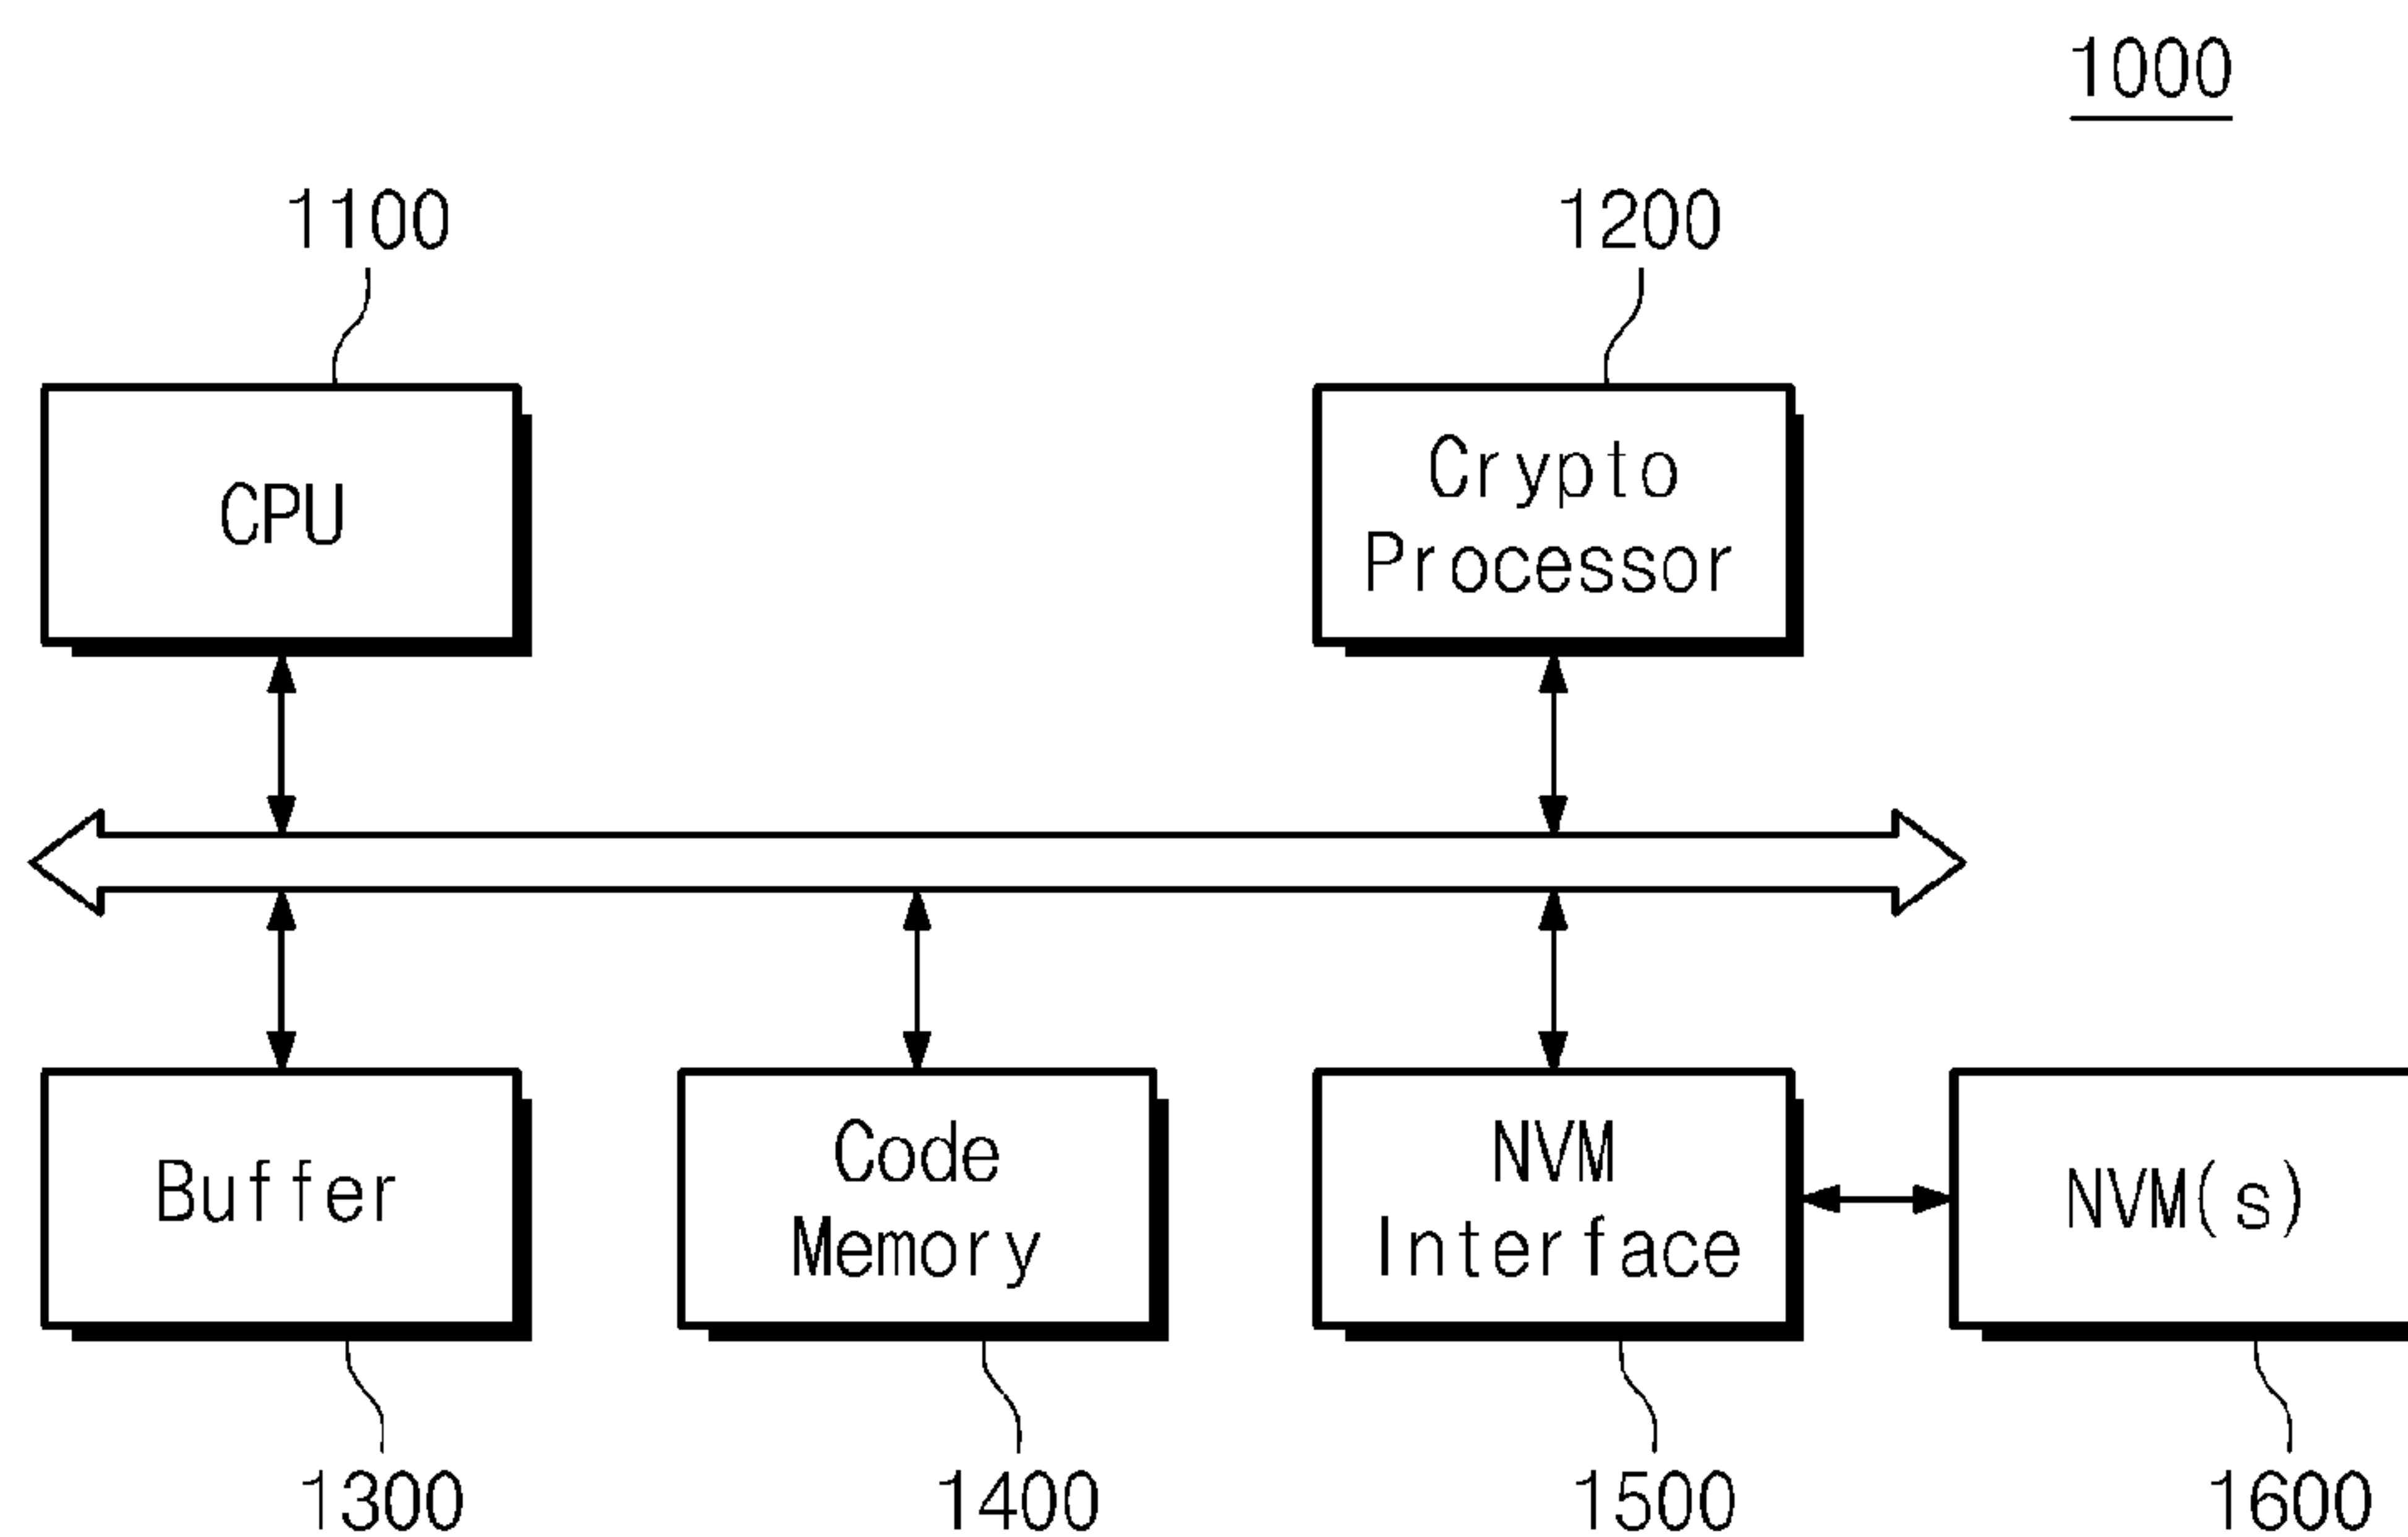 1000
1100
1200
CPU
Crypto
Processor
Buffer
Code
Memory
NVM
Interface
NVM(s)
1300
1400
1500
1600